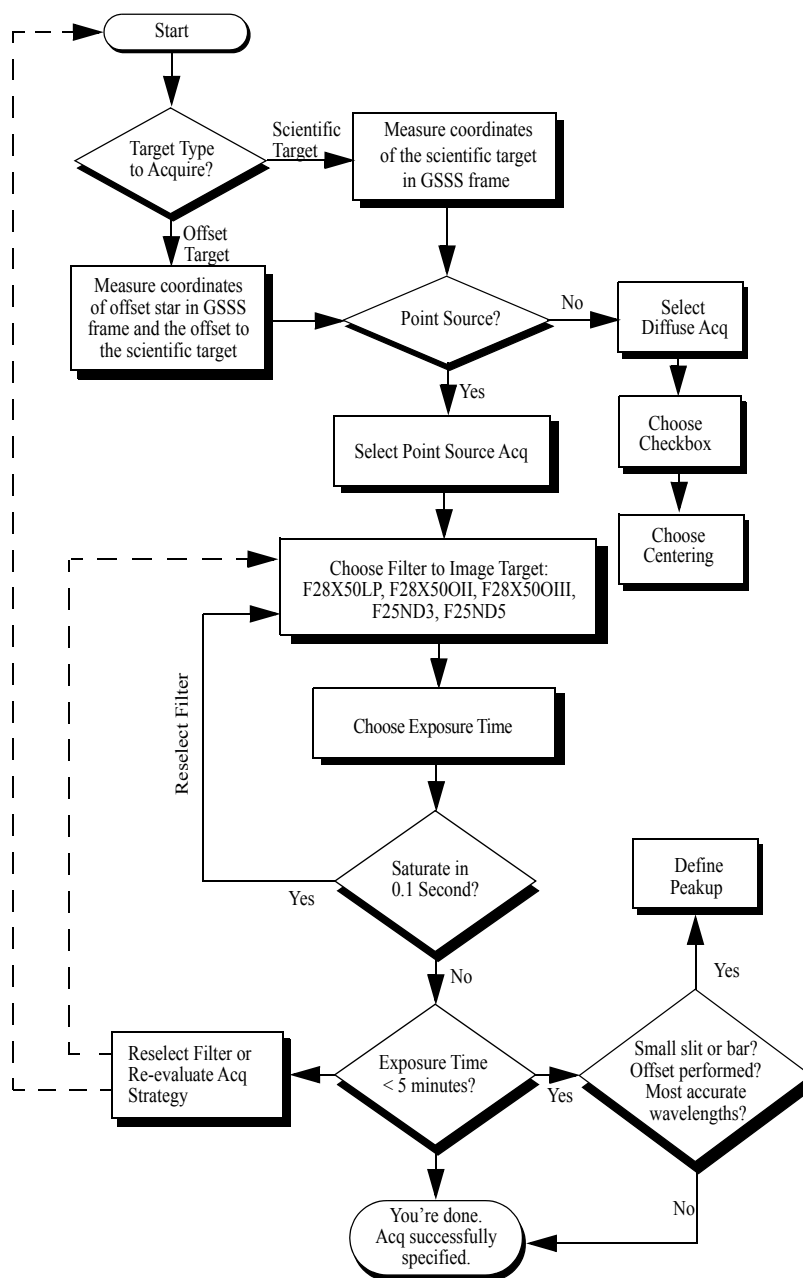 Start
Target Type
to Acquire?
Scientific
Target
Measure coordinates
of the scientific target
in GSSS frame
Offset
Target
Measure coordinates
of offset star in GSSS
frame and the offset to
the scientific target
Point Source?
No
Select
Diffuse Acq
Yes
Choose
Checkbox
Select Point Source Acq
Choose
Centering
Choose Filter to Image Target:
F28X50LP, F28X50OII, F28X50OIII,
F25ND3, F25ND5
Reselect Filter
Choose Exposure Time
Saturate in
0.1 Second?
Yes
Define
Peakup
No
Yes
Reselect Filter or
Re-evaluate Acq
Strategy
Exposure Time
< 5 minutes?
Yes
Small slit or bar?
Offset performed?
Most accurate
wavelengths?
No
You're done.
Acq successfully
specified.